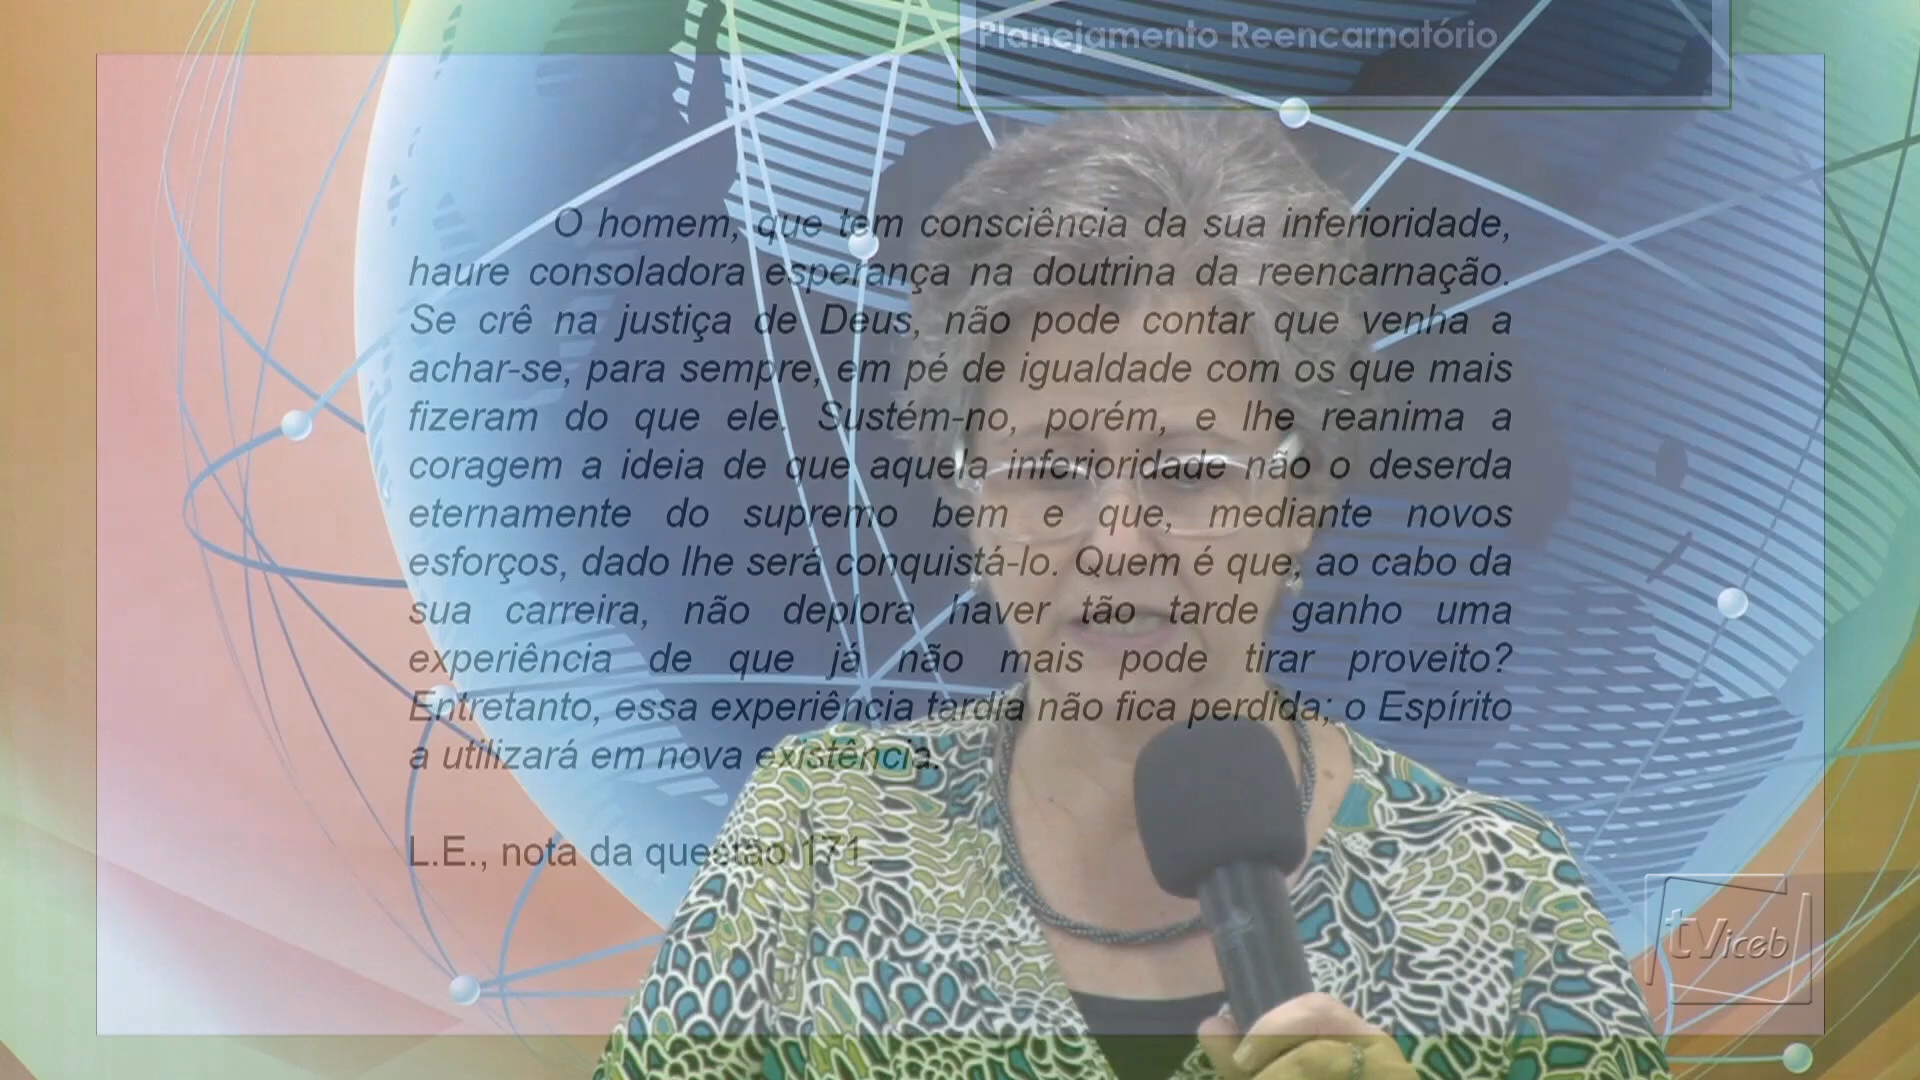 Planejamento Reencarnatório
O homem, que tem consciência da sua inferioridade,
haure consoladora esperança na doutrina da reencarnação.
Se crê na justiça de Deus, não pode contar que venha a
achar-se, para sempre, em pé de igualdade com os que mais
fizeram do que ele. Sustém-no, porém, e lhe reanima a
coragem a ideia de que aquela inferioridade não o deserda
eternamente do supremo bem e que, mediante novos
esforços, dado lhe será conquistá-lo. Quem é que, ao cabo da
sua carreira, não deplora haver tão tarde ganho uma
experiência de que já não mais pode tirar proveito?
Entretanto, essa experiência tardia não fica perdida; o Espírito
a utilizará em nova existência.
L.E., nota da questão 171.
tViceb